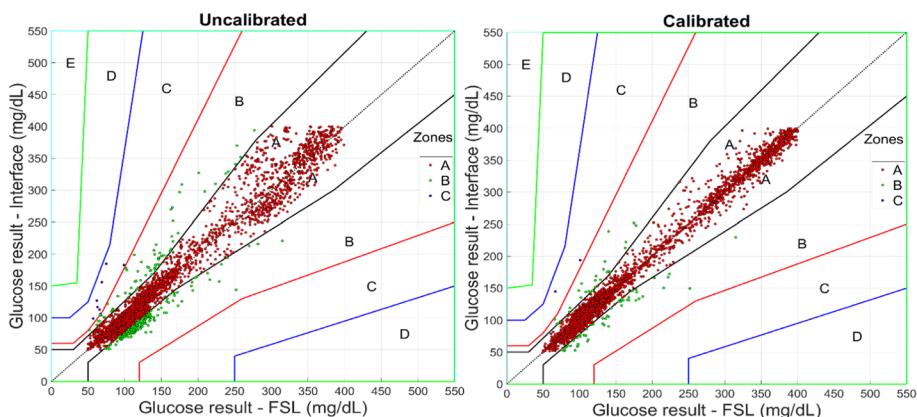 Uncalibrated
Glucose result - Interface (mg/dL)
550
500
450
400
350
300
250
200
150
100
50
0
E
D
C
B
A
A
B
C
D
Zones
A
B
C
0
50
100
150
200
250
300
350
400
450
500
550
Glucose result - FSL (mg/dL)
Calibrated
Glucose result - Interface (mg/dL)
550
500
450
400
350
300
250
200
150
100
50
0
E
D
C
B
A
A
B
C
D
Zones
A
B
C
0
50
100
150
200
250
300
350
400
450
500
550
Glucose result - FSL (mg/dL)